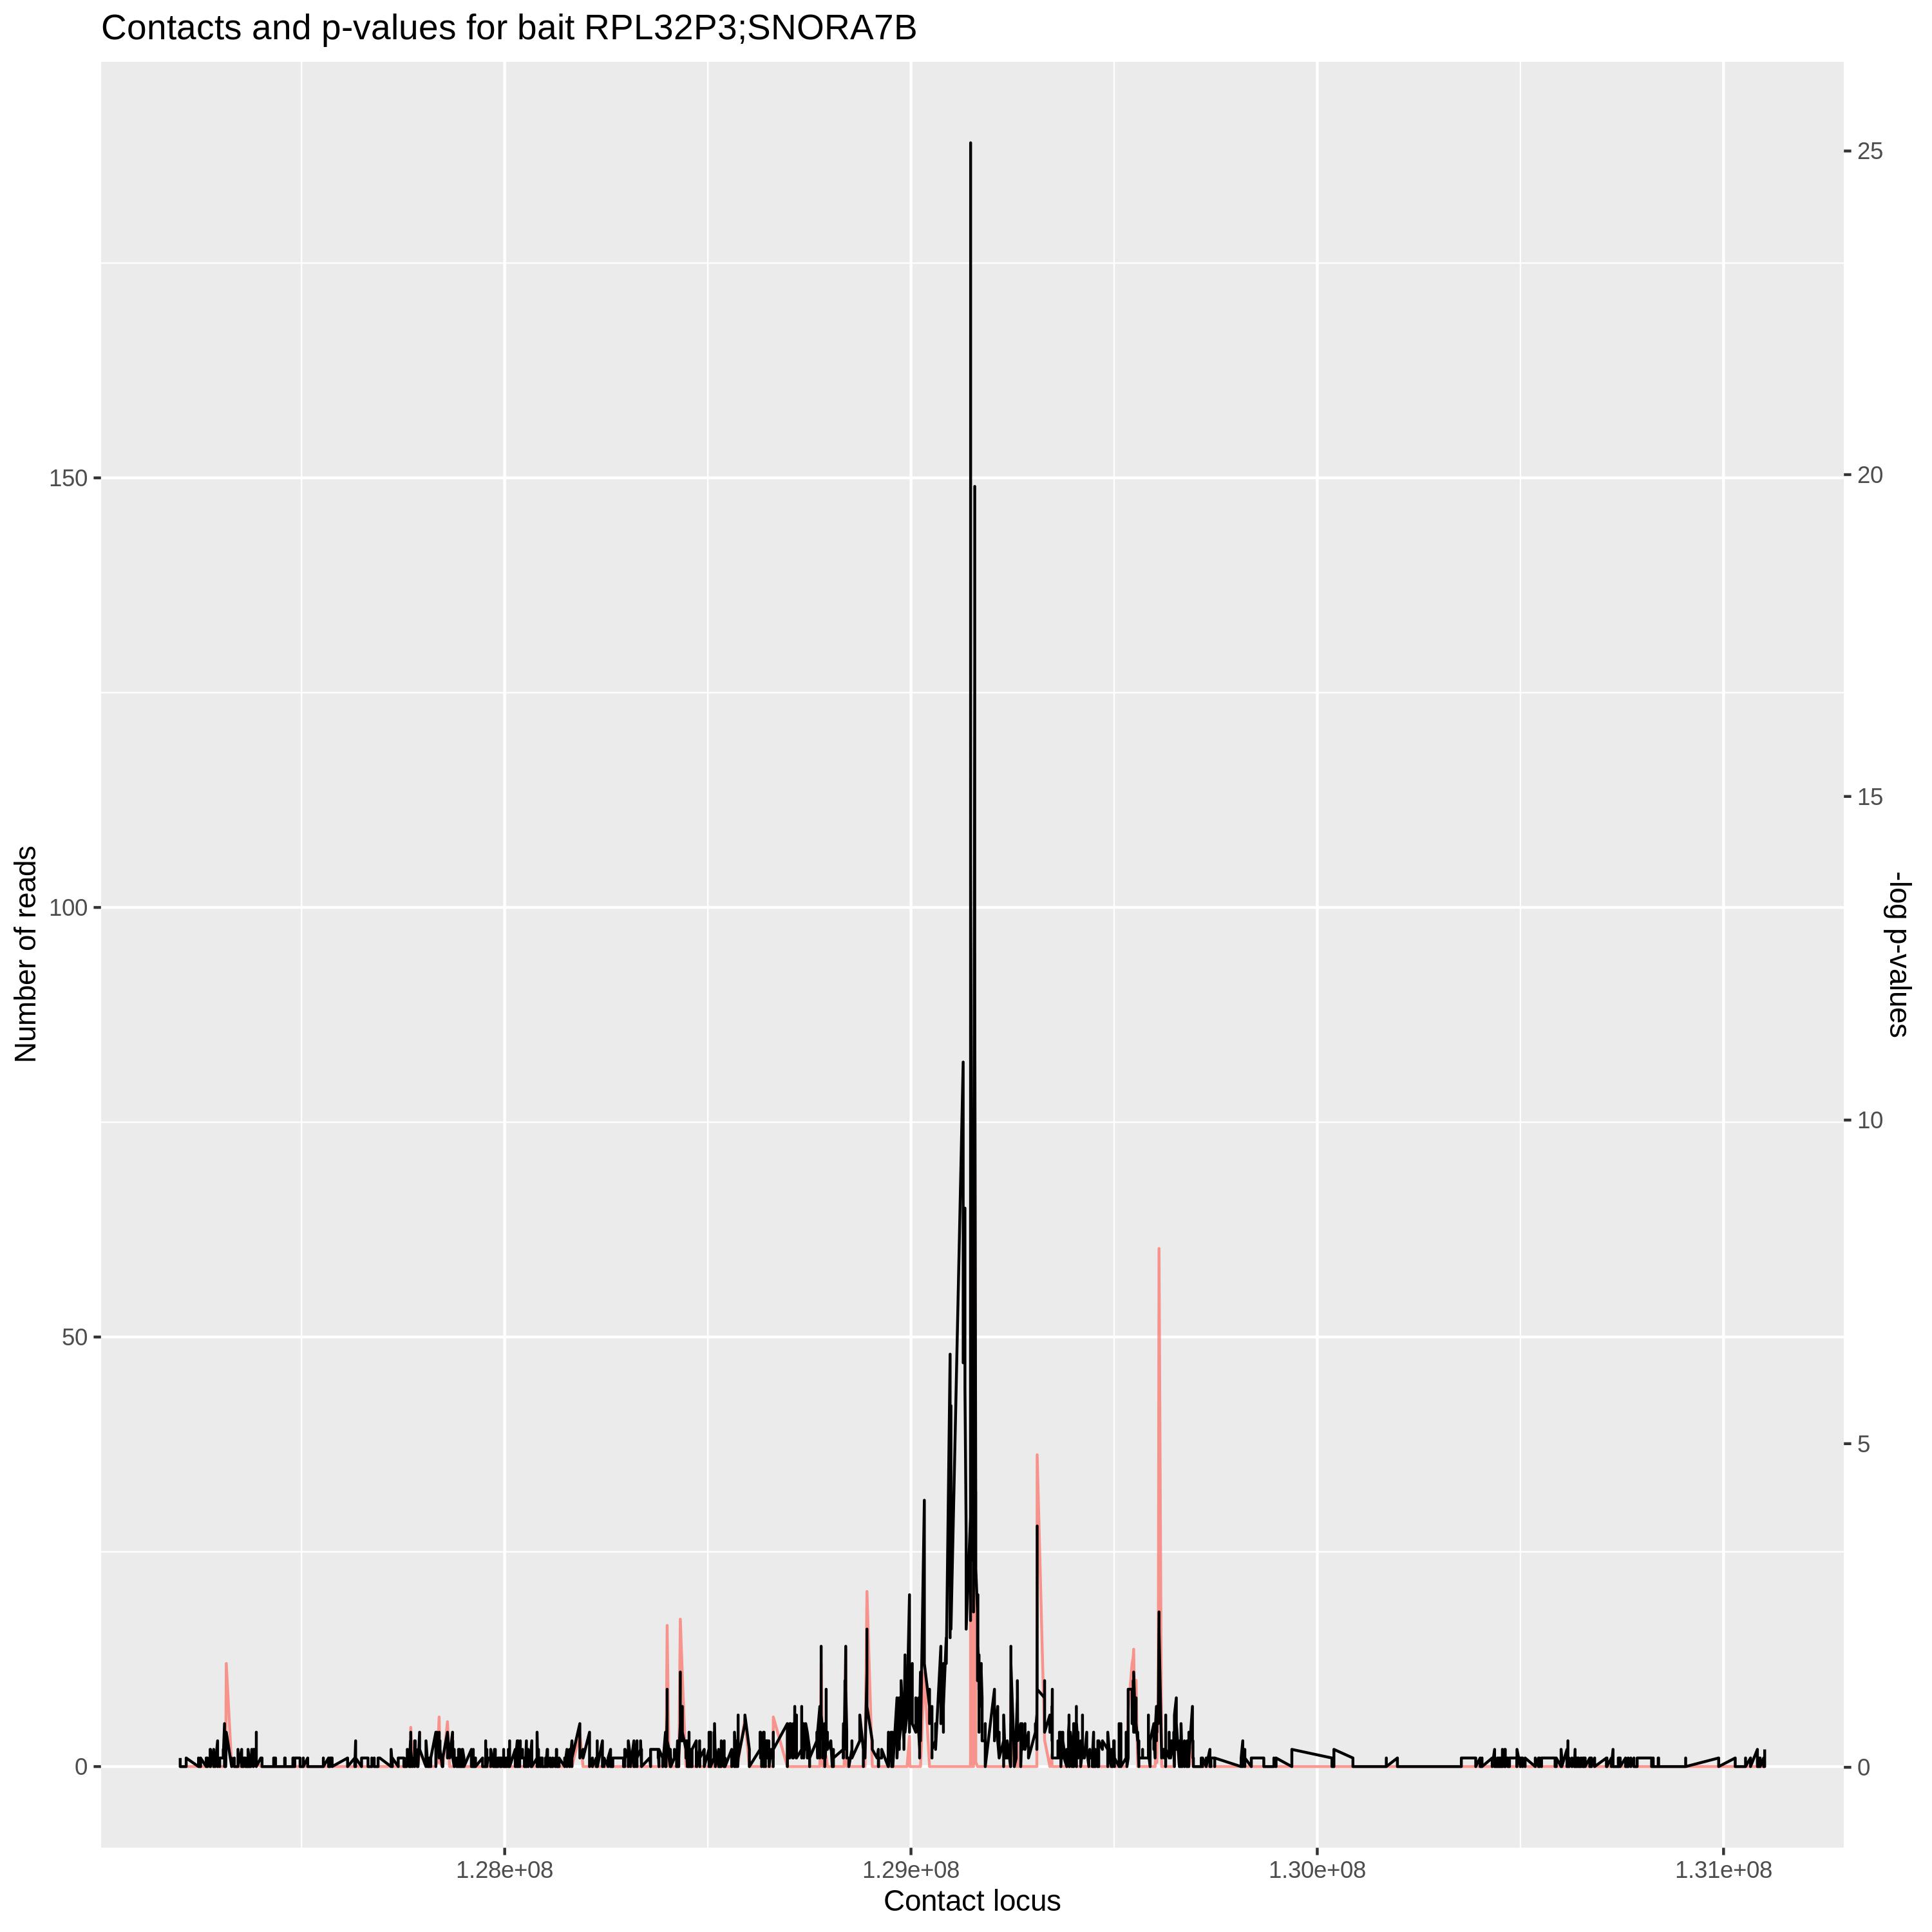 Contacts and p-values for bait RPL32P3;SNORA7B
Number of reads
150
100
50
0
25
20
15
10
5
0
-log p-values
1.28e+08
1.29e+08
1.30e+08
1.31e+08
Contact locus